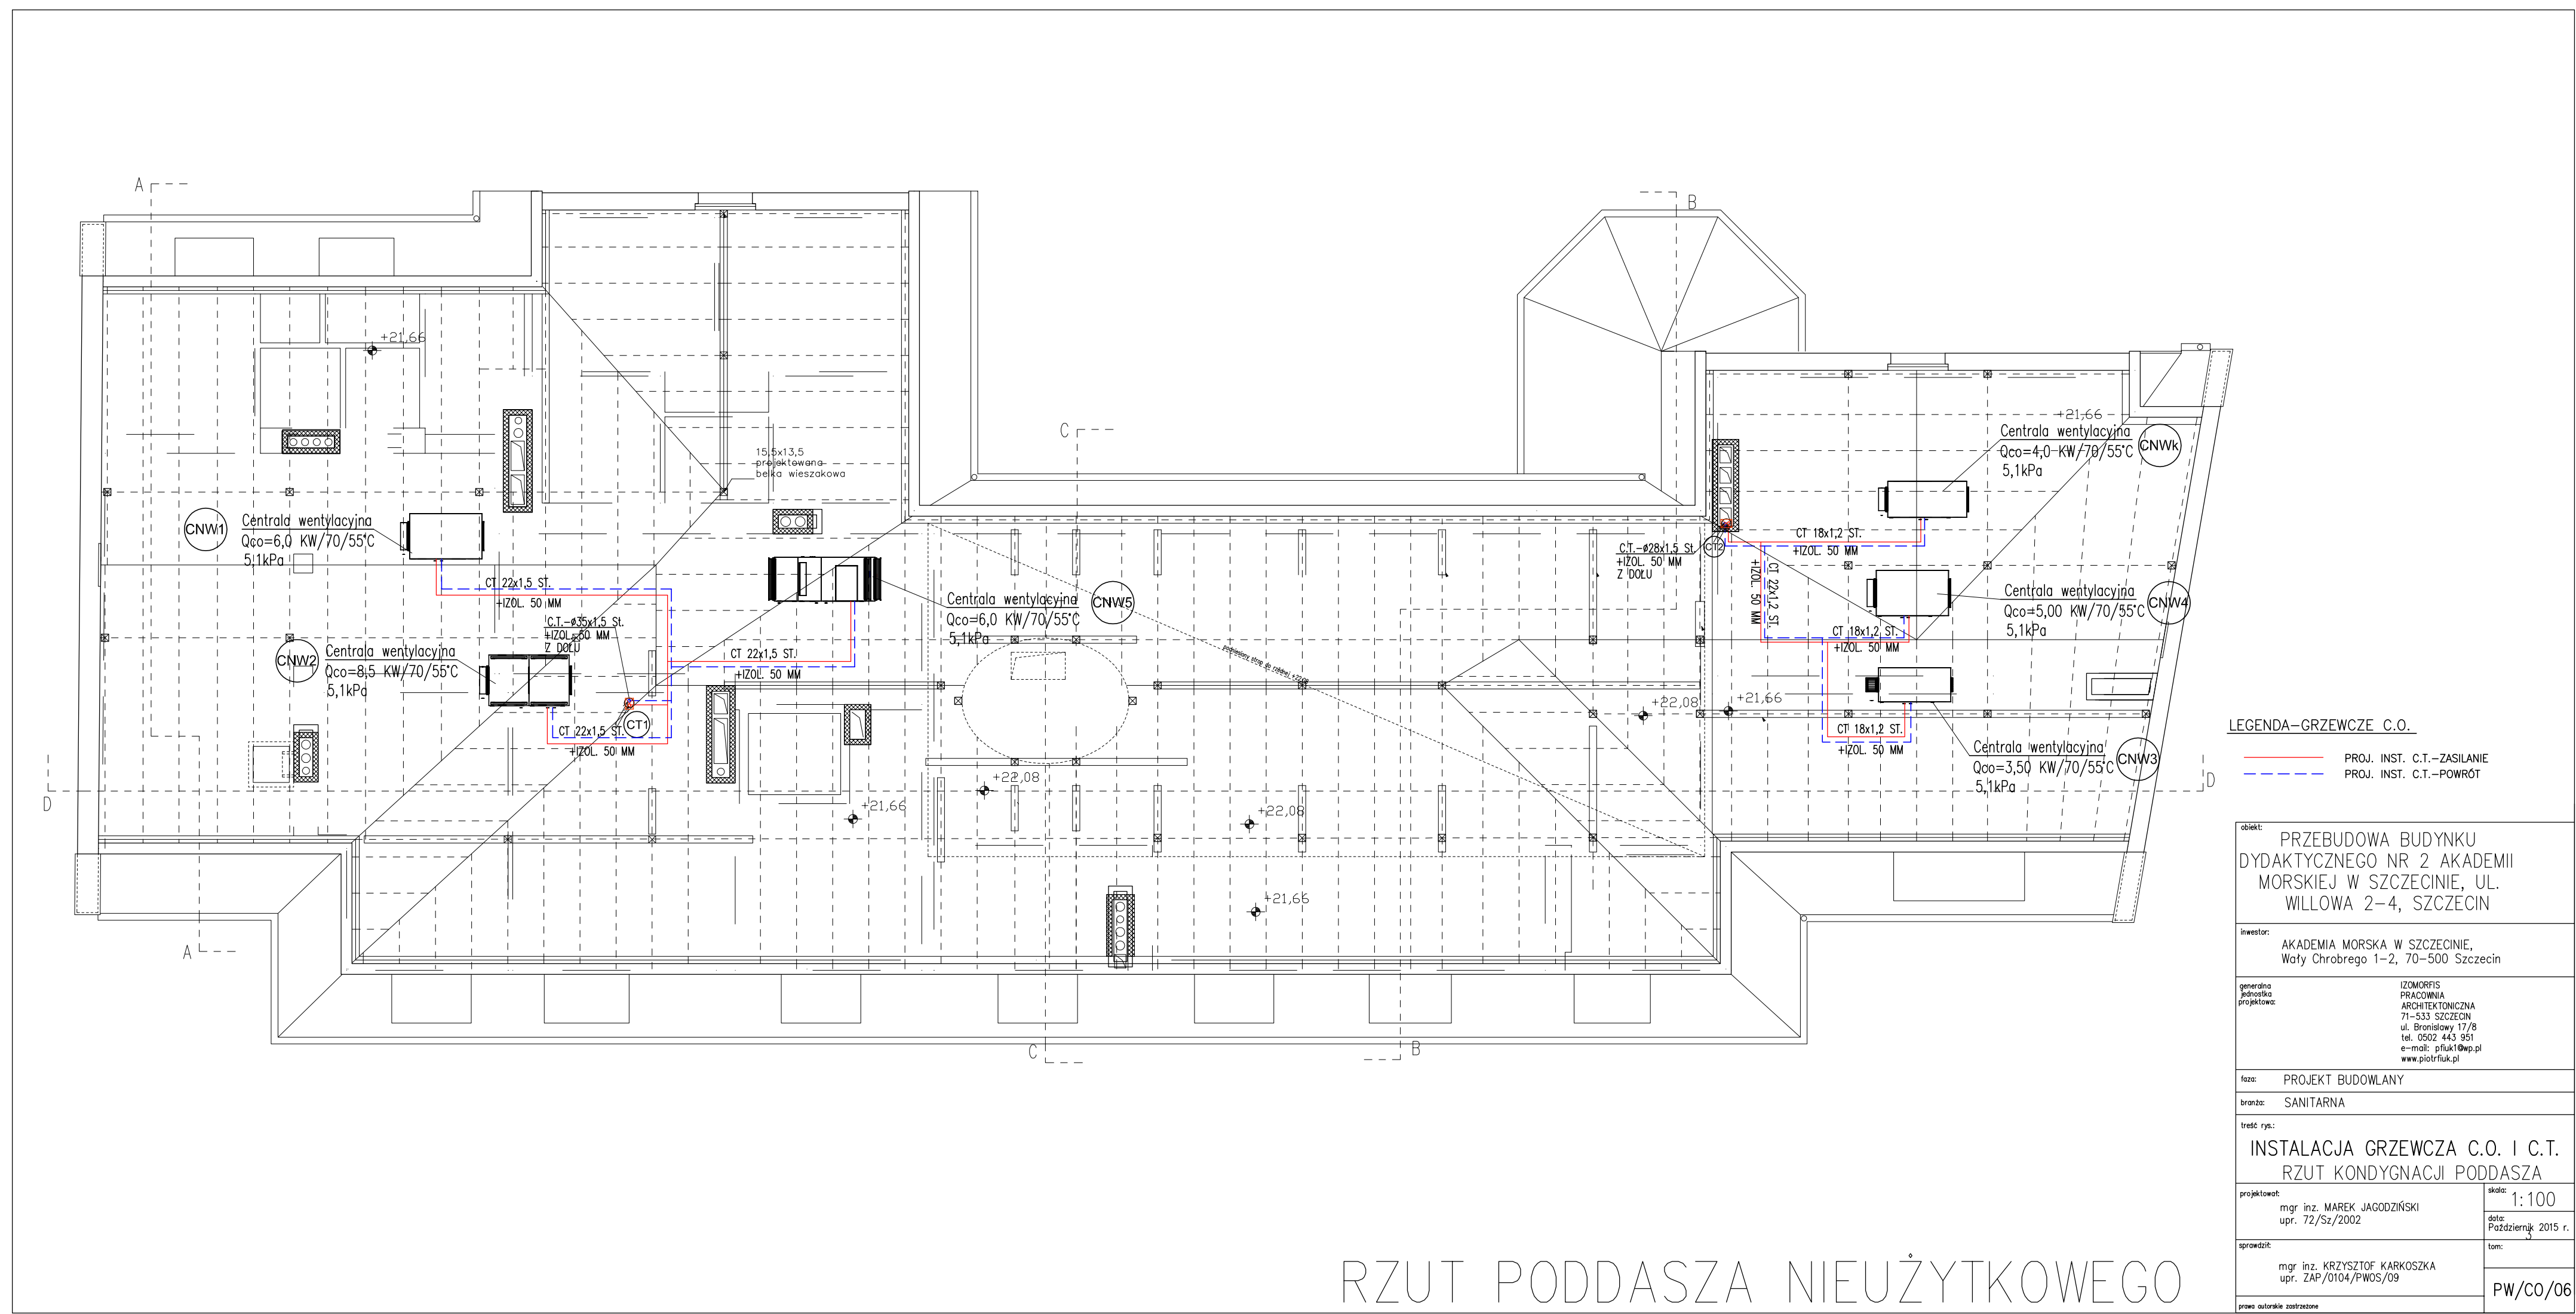 A
B
+21,66
+21,66
Centrala wentylacyjna
Qco=4,0 KW/70/55°C
5,1kPa
CNWk
C
15,5x13,5
projektowana
belka wieszakowa
CNW1
Centrala wentylacyjna
Qco=6,0 KW/70/55°C
5,1kPa
CT 18x1,2 ST.
+IZOL. 50 MM
C.T.-ø28x1,5 St.
+IZOL. 50 MM
Z DOŁU
CT2
CT 22x1,2 ST.
+IZOL. 50 MM
CT 22x1,5 ST.
+IZOL. 50 MM
Centrala wentylacyjna
Qco=6,0 KW/70/55°C
5,1kPa
CNW5
Centrala wentylacyjna
Qco=5,00 KW/70/55°C
5,1kPa
CNW4
C.T.-ø35x1,5 St.
+IZOL. 50 MM
Z DOŁU
CT 18x1,2 ST.
+IZOL. 50 MM
CNW2
Centrala wentylacyjna
Qco=8,5 KW/70/55°C
5,1kPa
CT 22x1,5 ST.
+IZOL. 50 MM
+22,08
+21,66
CT1
CT 22x1,5 ST.
+IZOL. 50 MM
CT 18x1,2 ST.
+IZOL. 50 MM
Centrala wentylacyjna
Qco=3,50 KW/70/55°C
5,1kPa
CNW3
LEGENDA-GRZEWCZE C.O.
PROJ. INST. C.T.-ZASILANIE
PROJ. INST. C.T.-POWRÓT
D
D
+22,08
+21,66
+22,08
+21,66
A
C
B
obiekt:
PRZEBUDOWA BUDYNKU
DYDAKTYCZNEGO NR 2 AKADEMII
MORSKIEJ W SZCZECINIE, UL.
WILLOWA 2-4, SZCZECIN
inwestor:
AKADEMIA MORSKA W SZCZECINIE,
Wały Chrobrego 1-2, 70-500 Szczecin
generalna
jednostka
projektowa:
IZOMORFIS
PRACOWNIA
ARCHITEKTONICZNA
71-533 SZCZECIN
ul. Bronislawy 17/8
tel. 0502 443 951
e-mail: pfiuk1@wp.pl
www.piotrfiuk.pl
faza: PROJEKT BUDOWLANY
branża: SANITARNA
treść rys.:
INSTALACJA GRZEWCZA C.O. I C.T.
RZUT KONDYGNACJI PODDASZA
projektował:
mgr inz. MAREK JAGODZIŃSKI
upr. 72/Sz/2002
skala: 1:100
data:
Październik 2015 r.
3
sprawdził:
mgr inz. KRZYSZTOF KARKOSZKA
upr. ZAP/0104/PWOS/09
tom:
PW/CO/06
prawa autorskie zastrzeżone
RZUT PODDASZA NIEUŻYTKOWEGO